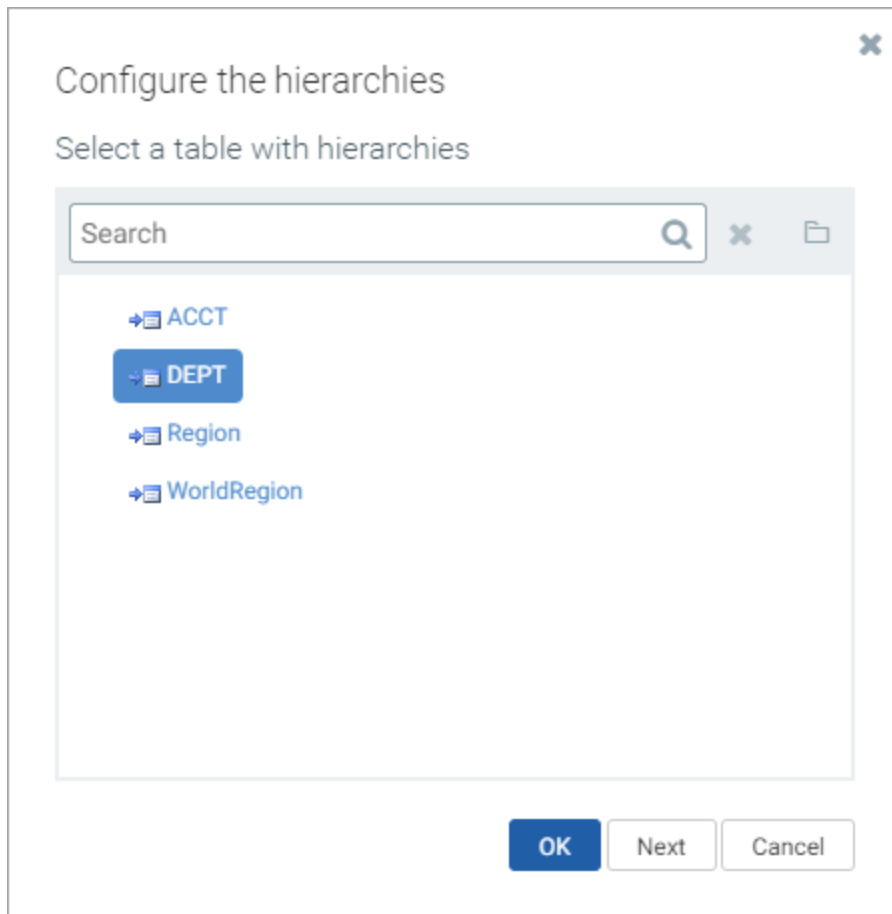 Configure the hierarchies
Select a table with hierarchies
Search
ACCT
DEPT
Region
WorldRegion
OK Next Cancel